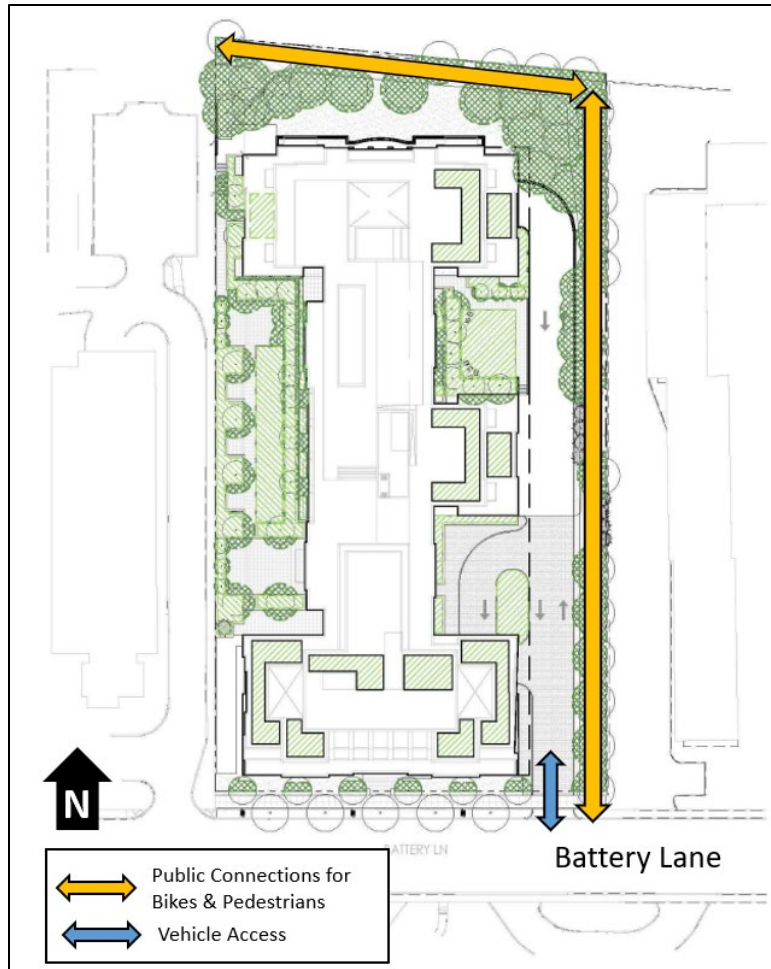 N
BATTERY LN
Battery Lane
Public Connections for
Bikes & Pedestrians
Vehicle Access